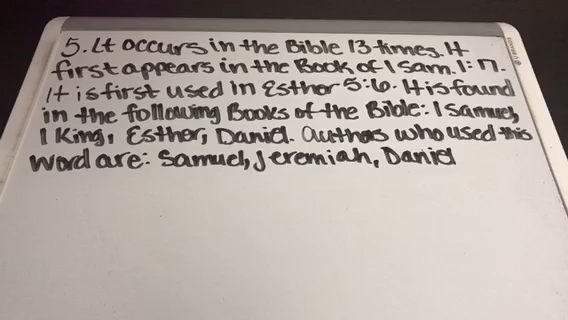 5. It occurs in the Bible 13 times. It
first appears in the Book of 1 Sam. 1:17.
It is first used in Esther 5:6. It is found
in the following Books of the Bible: 1 Samuel,
1 King, Esther, Daniel. Authors who used this
word are: Samuel, Jeremiah, Daniel